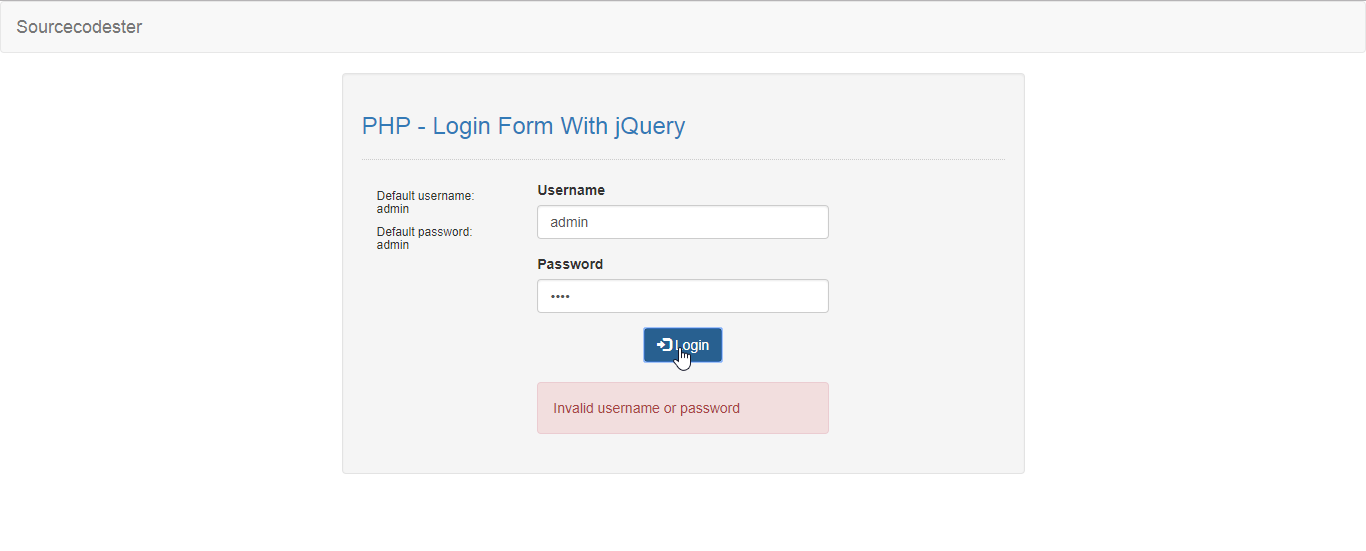 Sourcecodester
PHP - Login Form With jQuery
Default username:
admin
Default password:
admin
Username
admin
Password
••••
Login
Invalid username or password